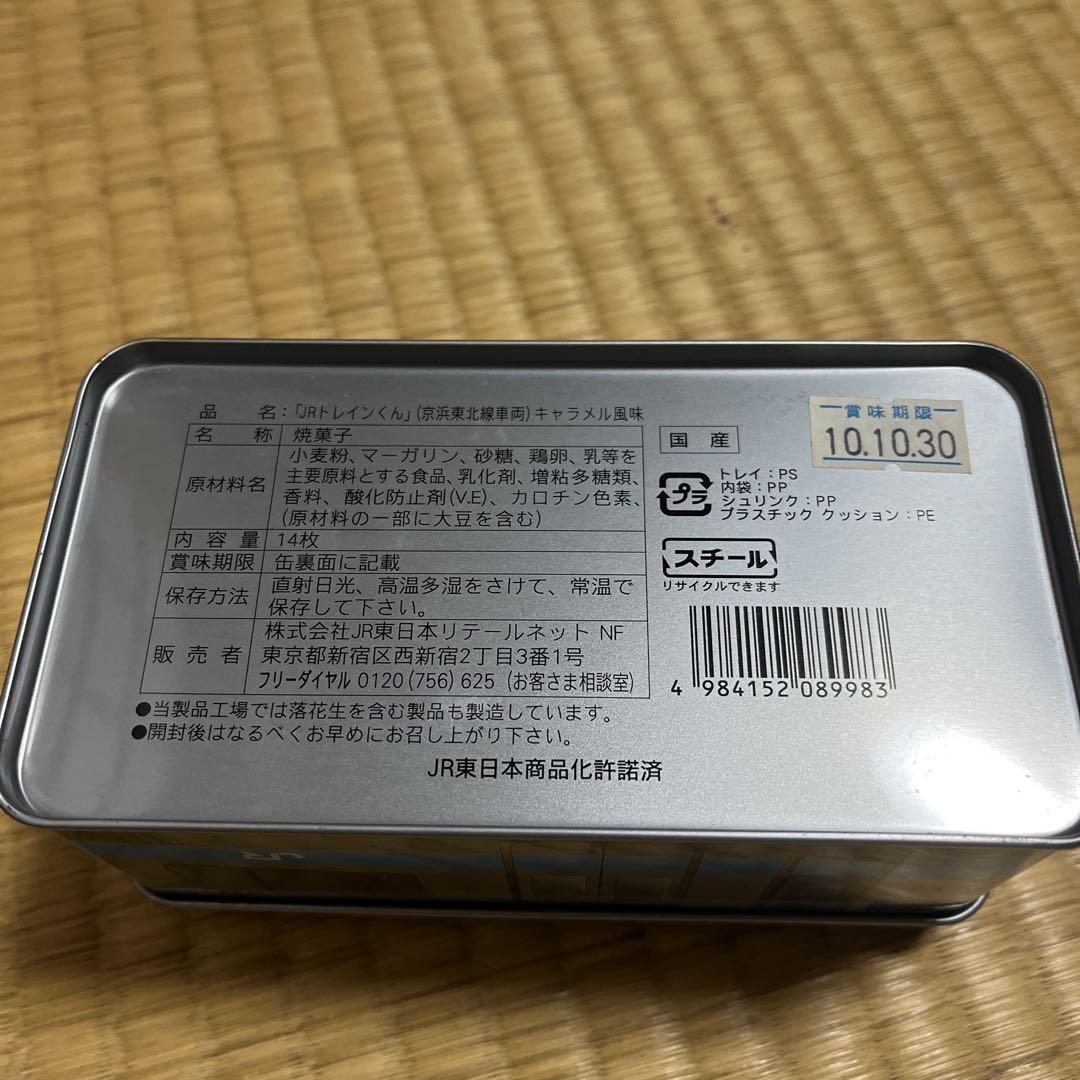 品 名:「JRトレインくん」(京浜東北線車両) キャラメル風味
名 称 焼菓子
原材料名 小麦粉、マーガリン、砂糖、鶏卵、乳等を
主要原料とする食品、乳化剤、増粘多糖類、
香料、酸化防止剤(V.E)、カロチン色素、
(原材料の一部に大豆を含む)
内 容 量 14枚
賞味期限 缶裏面に記載
保存方法 直射日光、高温多湿をさけて、常温で
保存して下さい。
販 売 者 株式会社JR東日本リテールネット NF
東京都新宿区西新宿2丁目3番1号
フリーダイヤル 0120 (756) 625 (お客さま相談室)
●当製品工場では落花生を含む製品も製造しています。
●開封後はなるべくお早めにお召し上がり下さい。
JR東日本商品化許諾済
国 産
賞味期限
10.10.30
プラ
トレイ:PS
内袋:PP
シュリンク:PP
プラスチック クッション:PE
スチール
リサイクルできます
4 984152 089983
JR